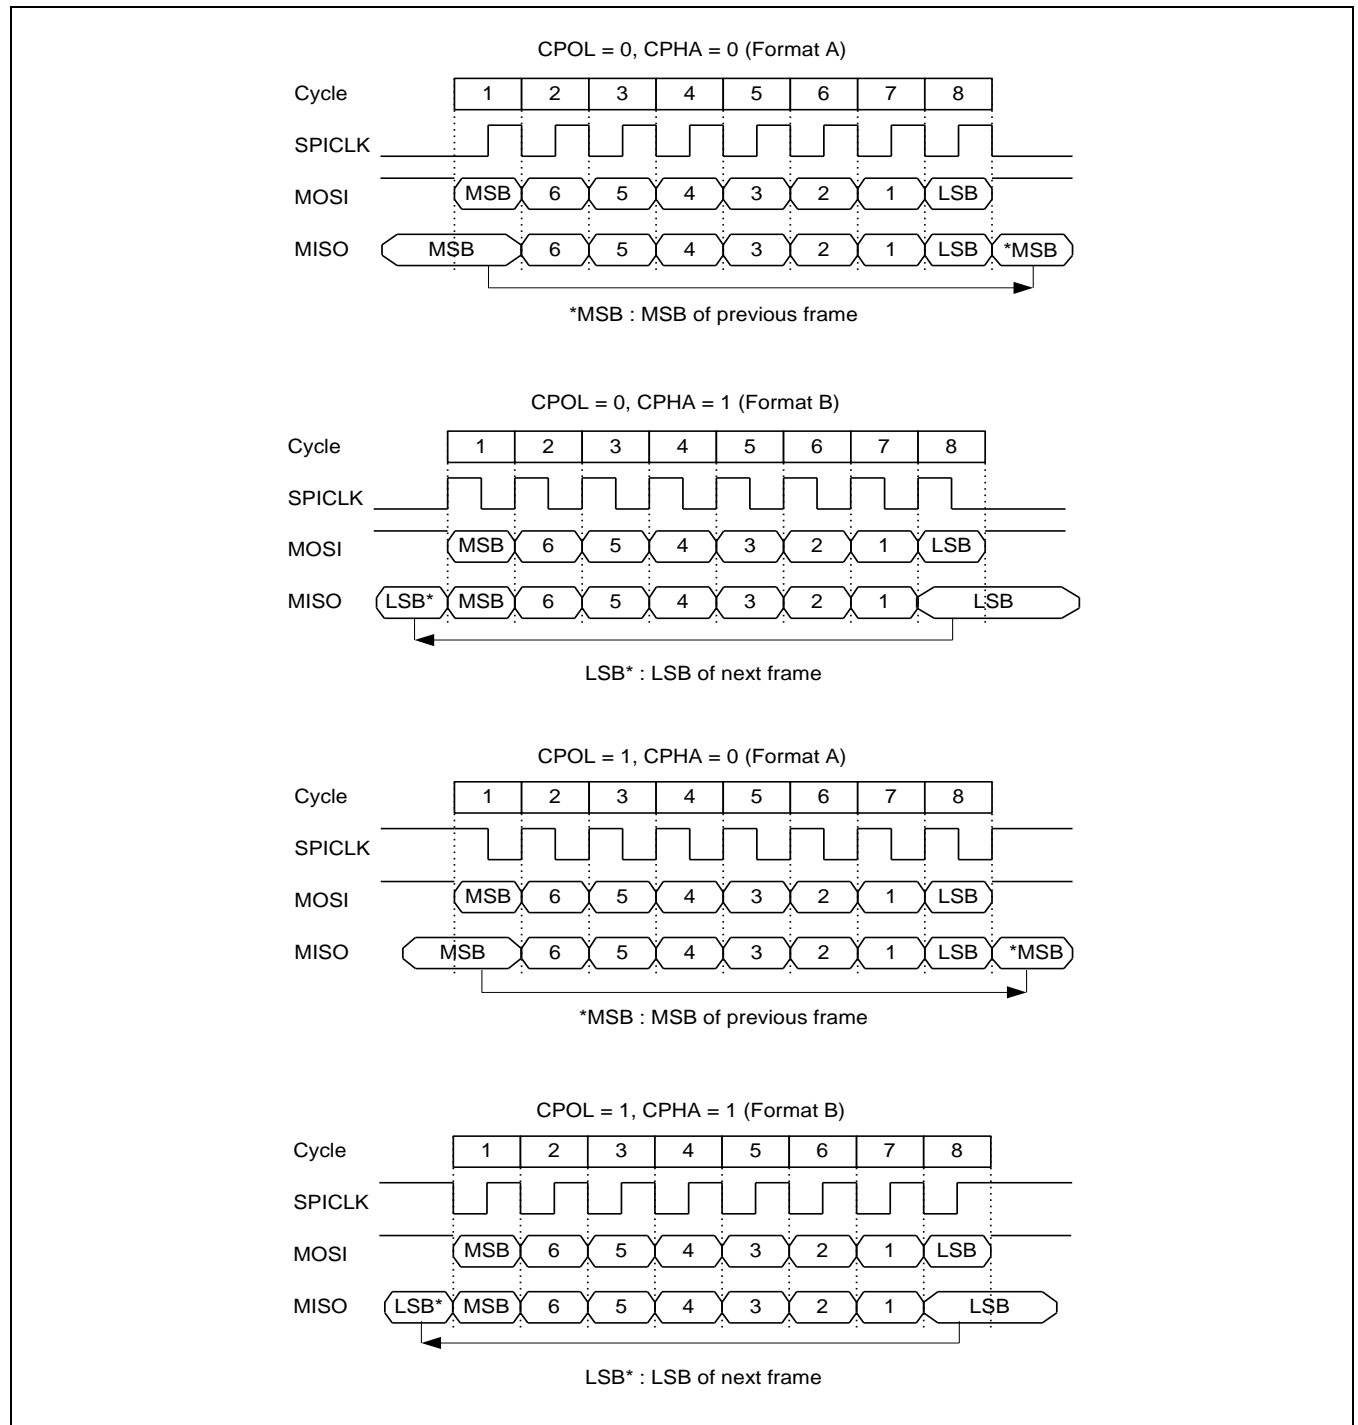 CPOL = 0, CPHA = 0 (Format A)
Cycle 1 2 3 4 5 6 7 8
SPICLK
MOSI MSB 6 5 4 3 2 1 LSB
MISO MSB 6 5 4 3 2 1 LSB *MSB
*MSB : MSB of previous frame
CPOL = 0, CPHA = 1 (Format B)
Cycle 1 2 3 4 5 6 7 8
SPICLK
MOSI MSB 6 5 4 3 2 1 LSB
MISO LSB* MSB 6 5 4 3 2 1 LSB
LSB* : LSB of next frame
CPOL = 1, CPHA = 0 (Format A)
Cycle 1 2 3 4 5 6 7 8
SPICLK
MOSI MSB 6 5 4 3 2 1 LSB
MISO MSB 6 5 4 3 2 1 LSB *MSB
*MSB : MSB of previous frame
CPOL = 1, CPHA = 1 (Format B)
Cycle 1 2 3 4 5 6 7 8
SPICLK
MOSI MSB 6 5 4 3 2 1 LSB
MISO LSB* MSB 6 5 4 3 2 1 LSB
LSB* : LSB of next frame